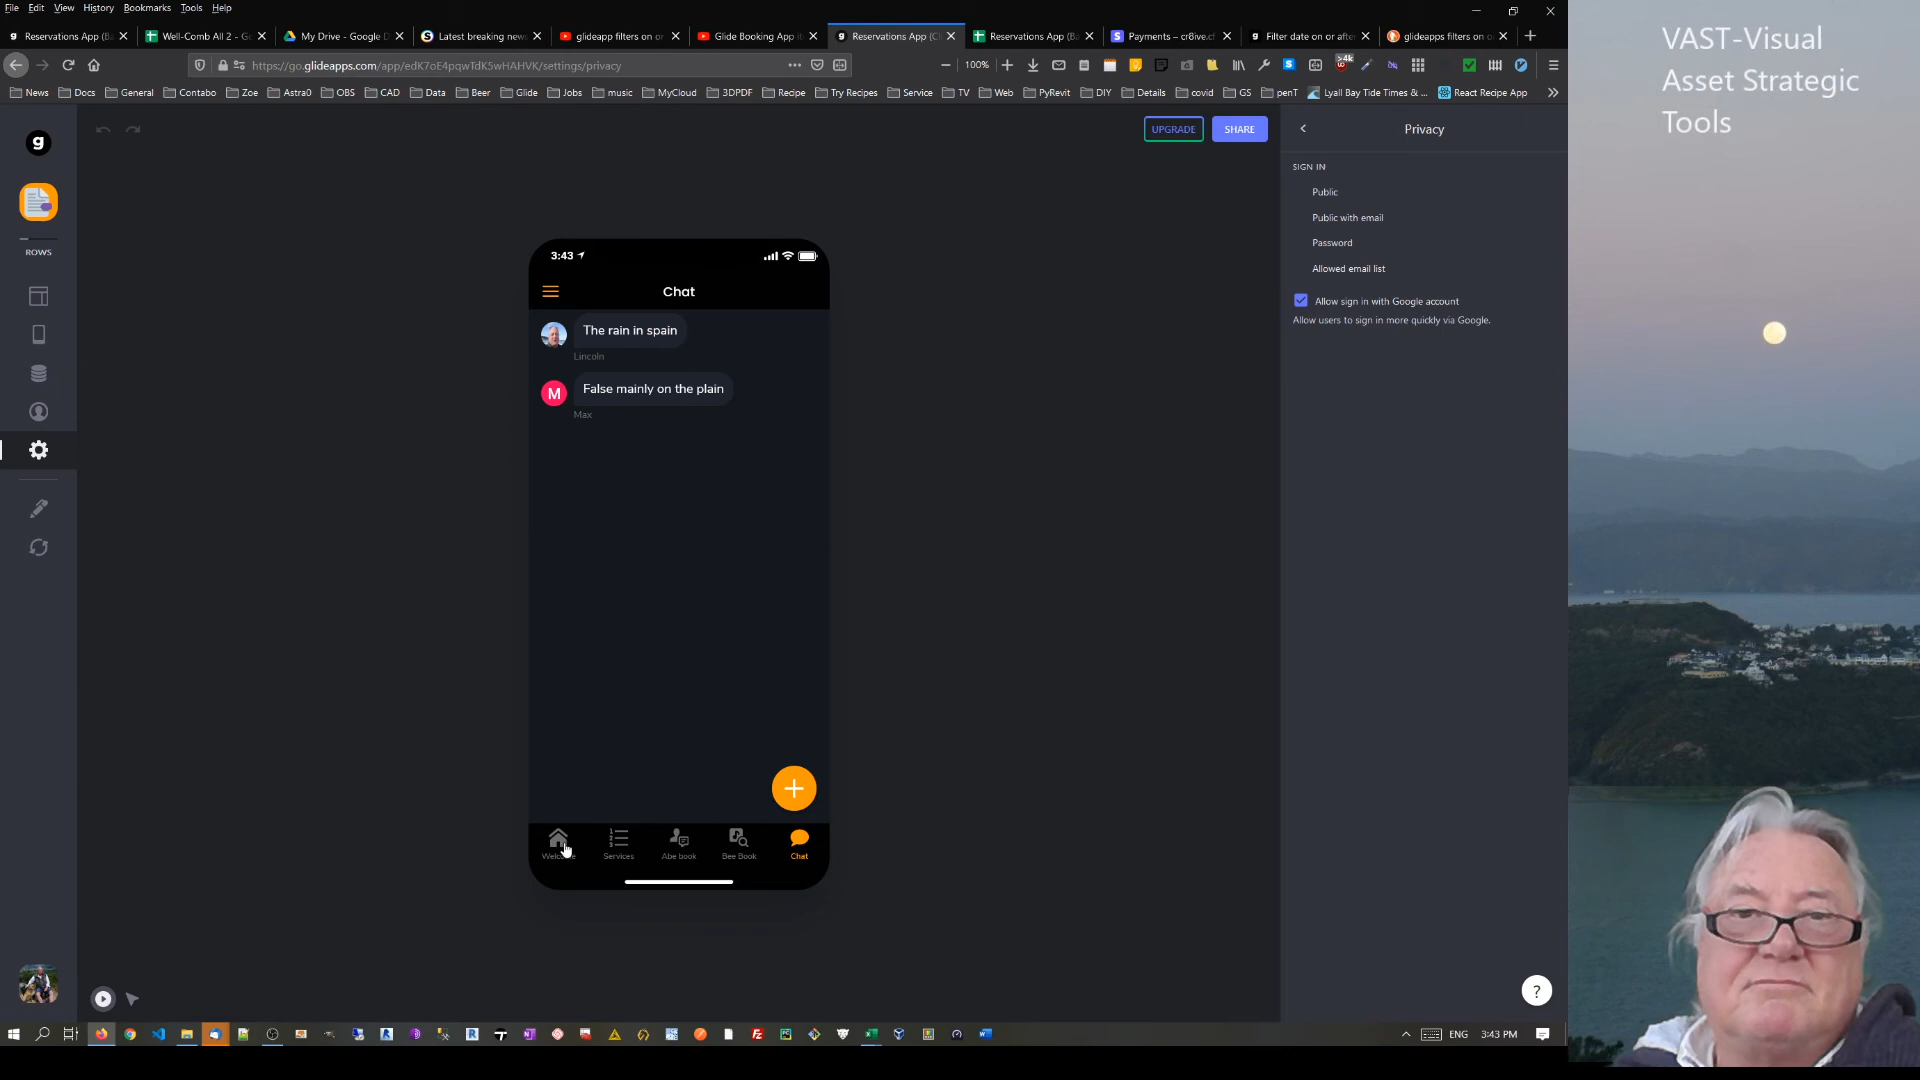 File Edit View History Bookmarks Tools Help
Reservations App (Ba
Well-Comb All 2 - Go
My Drive - Google D
Latest breaking news
glideapp filters on or
Glide Booking App it
Reservations App (C
Reservations App (Ba
Payments – cr8ive.cf
Filter date on or after
glideapps filters on or
https://go.glideapps.com/app/edK7oE4pqwTdK5wHAHVK/settings/privacy
100%
>4k
News Docs General Contabo Zoe Astra0 OBS CAD Data Beer Glide Jobs music MyCloud 3DPDF Recipe Try Recipes Service TV Web PyRevit DIY Details covid GS penT Lyall Bay Tide Times & ... React Recipe App
VAST-Visual
Asset Strategic
Tools
g
ROWS
UPGRADE
SHARE
Privacy
SIGN IN
Public
Public with email
Password
Allowed email list
Allow sign in with Google account
Allow users to sign in more quickly via Google.
3:43
Chat
The rain in spain
Lincoln
M
False mainly on the plain
Max
Services
Abe book
Bee Book
Chat
?
ENG
3:43 PM